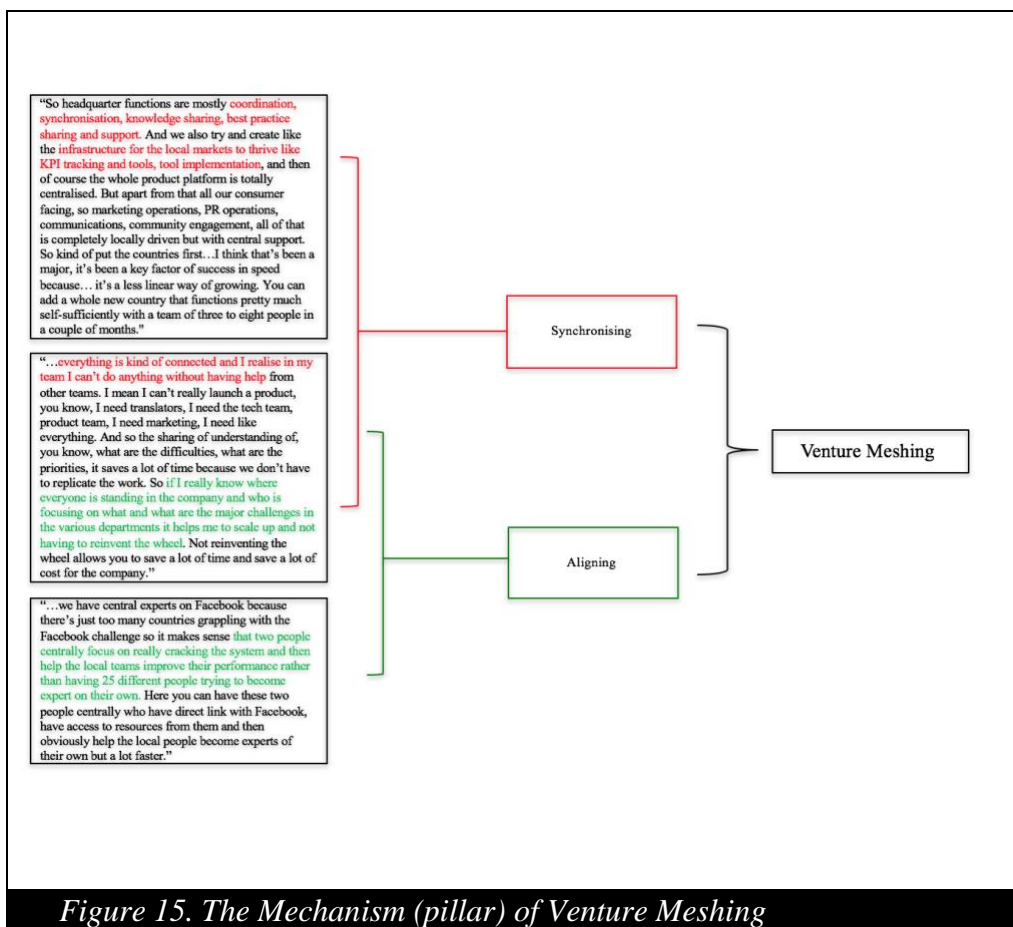 “So headquarter functions are mostly coordination,
synchronisation, knowledge sharing, best practice
sharing and support. And we also try and create like
the infrastructure for the local markets to thrive like
KPI tracking and tools, tool implementation, and then
of course the whole product platform is totally
centralised. But apart from that all our consumer
facing, so marketing operations, PR operations,
communications, community engagement, all of that
is completely locally driven but with central support.
So kind of put the countries first…I think that’s been a
major, it’s been a key factor of success in speed
because… it’s a less linear way of growing. You can
add a whole new country that functions pretty much
self-sufficiently with a team of three to eight people in
a couple of months."
“…everything is kind of connected and I realise in my
team I can’t do anything without having help from
other teams. I mean I can’t really launch a product,
you know, I need translators, I need the tech team,
product team, I need marketing, I need like
everything. And so the sharing of understanding of,
you know, what are the difficulties, what are the
priorities, it saves a lot of time because we don’t have
to replicate the work. So if I really know where
everyone is standing in the company and who is
focusing on what and what are the major challenges in
the various departments it helps me to scale up and not
having to reinvent the wheel. Not reinventing the
wheel allows you to save a lot of time and save a lot of
cost for the company.”
“…we have central experts on Facebook because
there’s just too many countries grappling with the
Facebook challenge so it makes sense that two people
centrally focus on really cracking the system and then
help the local teams improve their performance rather
than having 25 different people trying to become
expert on their own. Here you can have these two
people centrally who have direct link with Facebook,
have access to resources from them and then
obviously help the local people become experts of
their own but a lot faster.”
Synchronising
Aligning
Venture Meshing
Figure 15. The Mechanism (pillar) of Venture Meshing